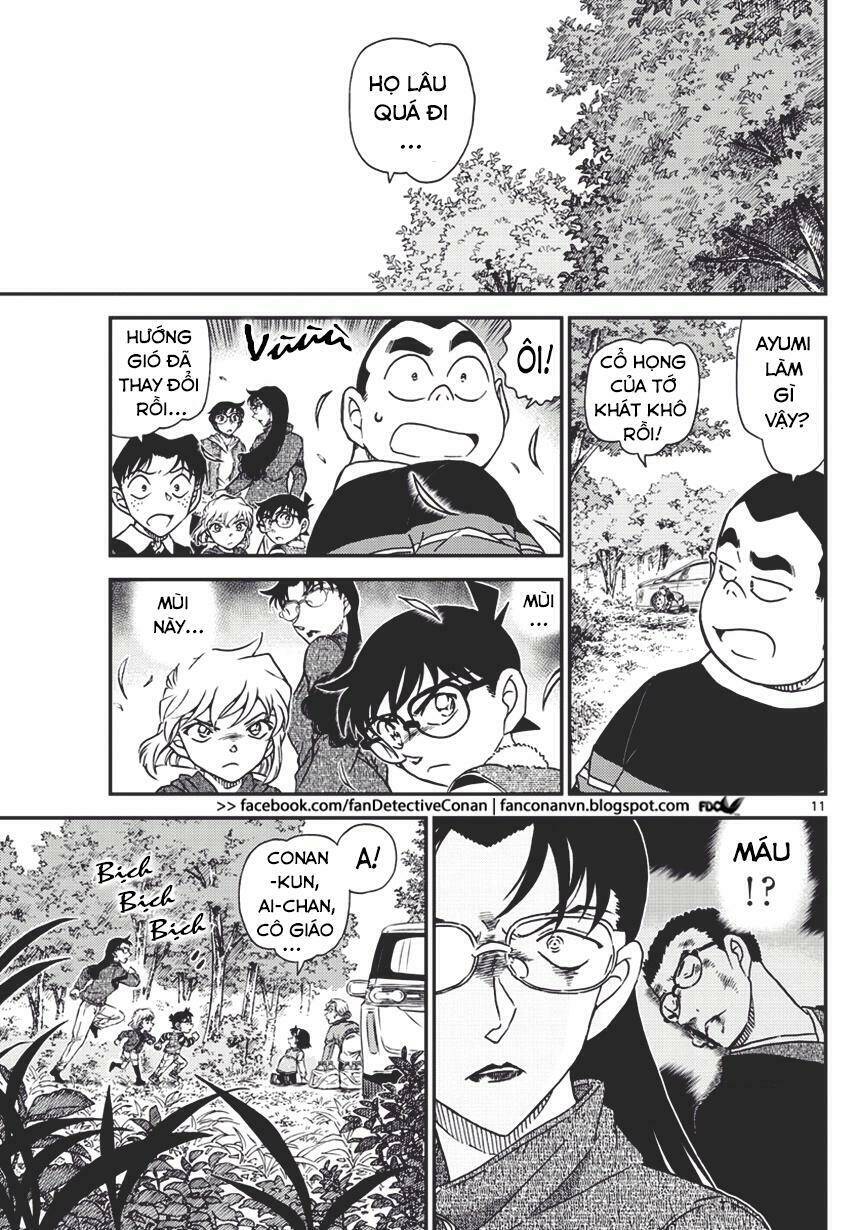 HỌ LÂU
QUÁ ĐI
...
AYUMI
LÀM
GÌ
VẬY?
CỔ HỌNG
CỦA TỚ
KHÁT KHÔ
RỒI!
ÔI!
Vùùù
HƯỚNG
GIÓ ĐÃ
THAY ĐỔI
RỒI...
MÙI
...
MÙI
NÀY...
>> facebook.com/fanDetectiveConan | fanconanvn.blogspot.com FDC
11
MÁU
!?
A!
CONAN
-KUN,
AI-CHAN,
CÔ GIÁO
...
Bịch
Bịch
Bịch